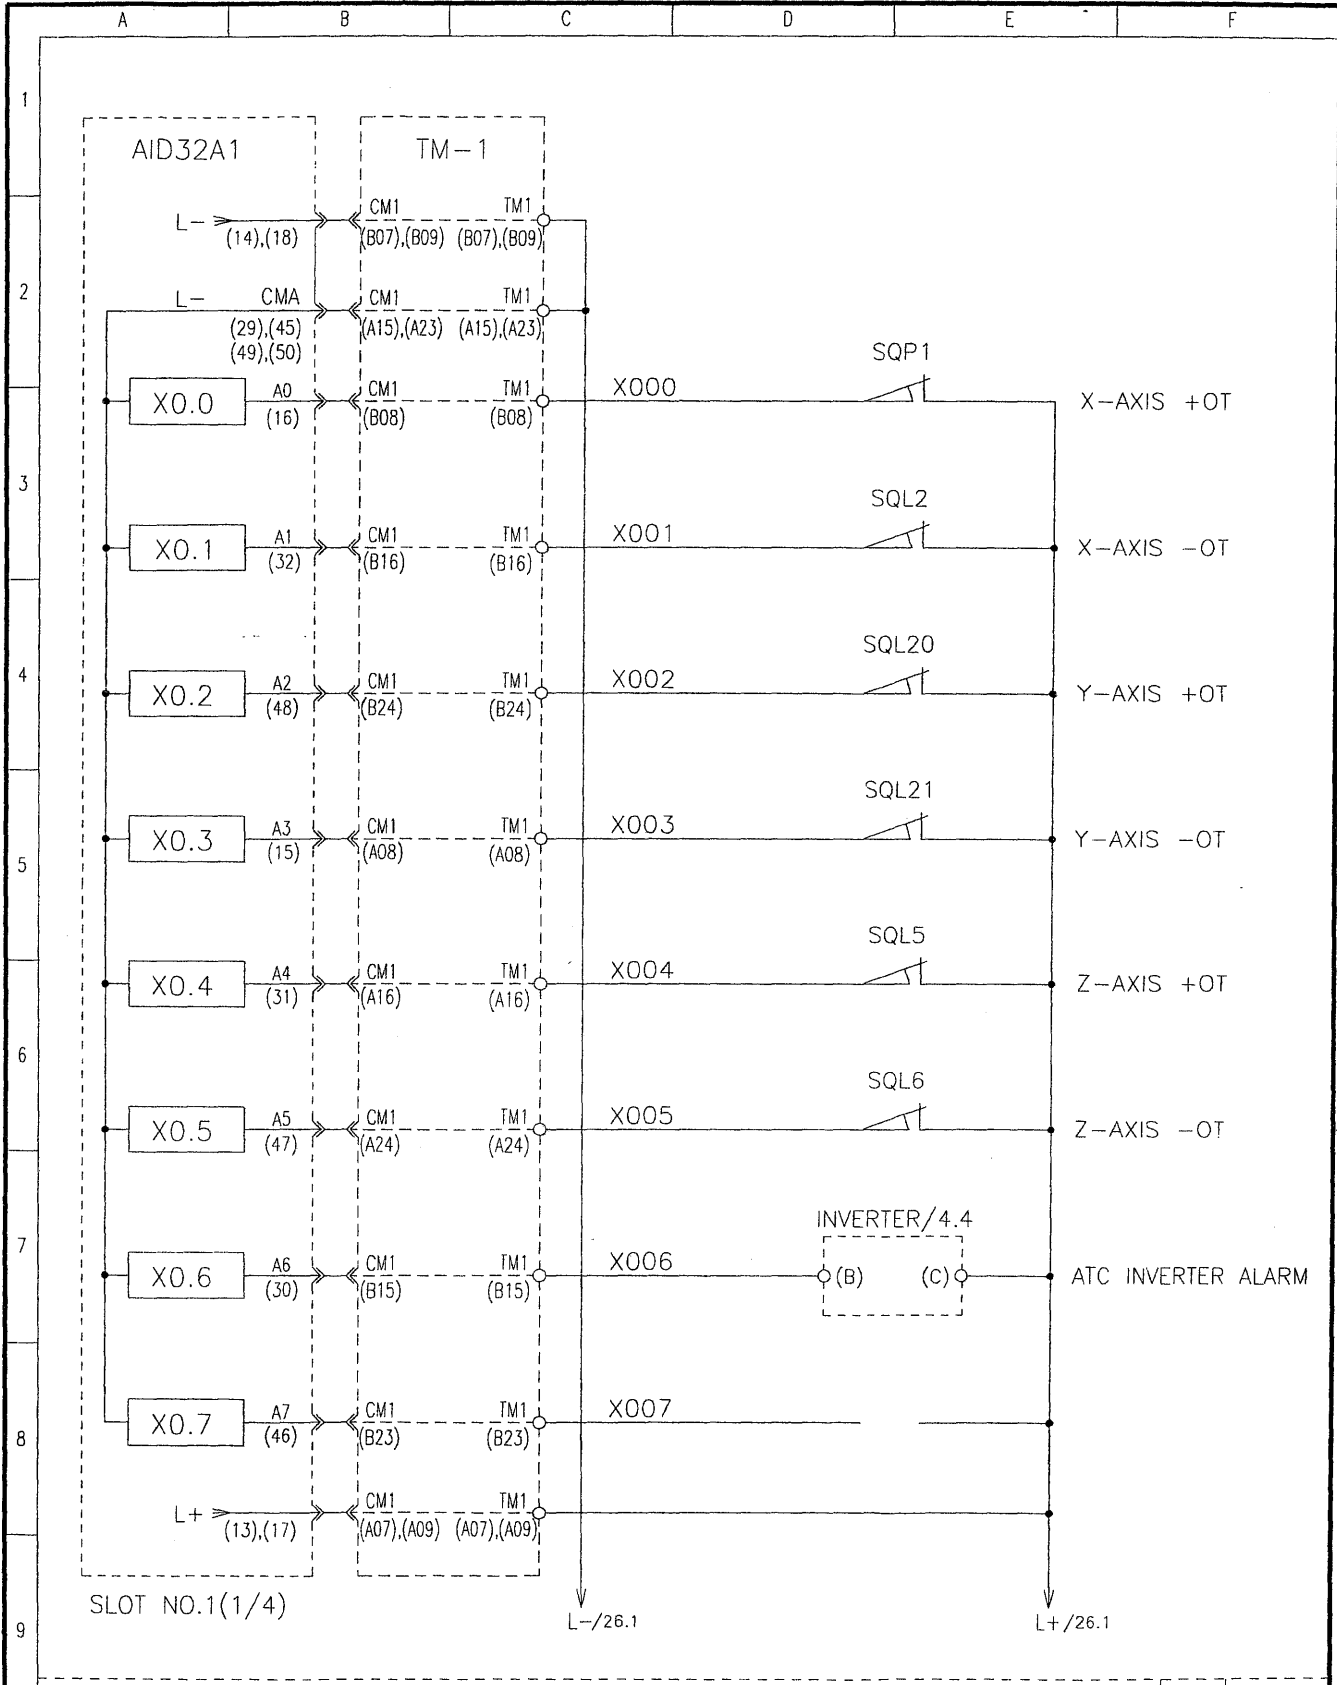 A B C D E F
1
AID32A1 TM-1
L- CM1 TM1
(14),(18) (B07),(B09) (B07),(B09)
2
L- CMA CM1 TM1
(29),(45) (A15),(A23) (A15),(A23)
(49),(50)
SQP1
X0.0 A0 CM1 TM1 X000 X-AXIS +OT
(16) (B08) (B08)
3
SQL2
X0.1 A1 CM1 TM1 X001 X-AXIS -OT
(32) (B16) (B16)
SQL20
4
X0.2 A2 CM1 TM1 X002 Y-AXIS +OT
(48) (B24) (B24)
SQL21
X0.3 A3 CM1 TM1 X003 Y-AXIS -OT
(15) (A08) (A08)
5
SQL5
X0.4 A4 CM1 TM1 X004 Z-AXIS +OT
(31) (A16) (A16)
6
SQL6
X0.5 A5 CM1 TM1 X005 Z-AXIS -OT
(47) (A24) (A24)
INVERTER/4.4
7
X0.6 A6 CM1 TM1 X006 (B) (C) ATC INVERTER ALARM
(30) (B15) (B15)
X0.7 A7 CM1 TM1 X007
(46) (B23) (B23)
8
L+ CM1 TM1
(13),(17) (A07),(A09) (A07),(A09)
SLOT NO.1(1/4)
L-/26.1 L+/26.1
9